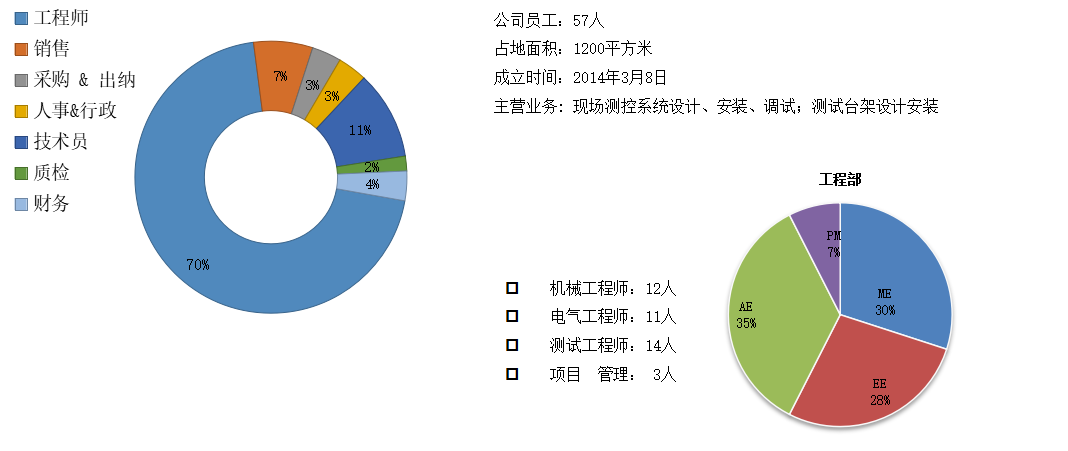 工程师
销售
采购 & 出纳
人事&行政
技术员
质检
财务
7%
3%
3%
11%
2%
4%
70%
公司员工：57人
占地面积：1200平方米
成立时间：2014年3月8日
主营业务：现场测控系统设计、安装、调试；测试台架设计安装
机械工程师：12人
电气工程师：11人
测试工程师：14人
项目 管理： 3人
工程部
PM
7%
ME
30%
AE
35%
EE
28%